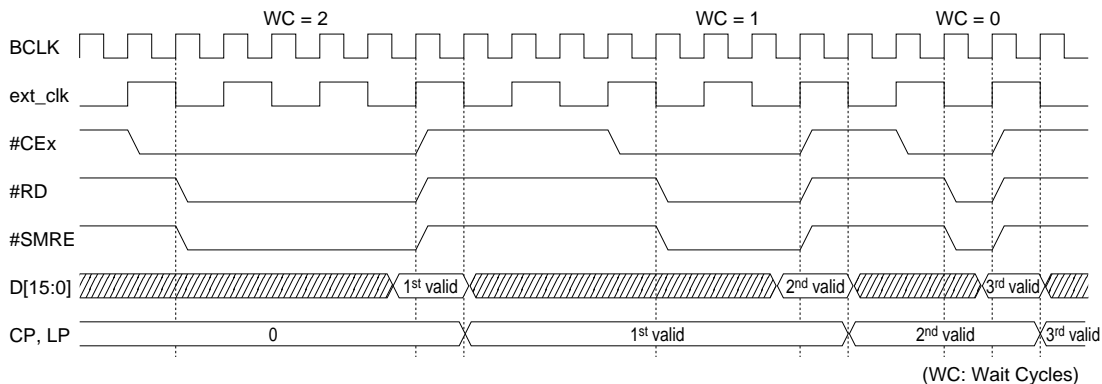 WC = 2 WC = 1 WC = 0
BCLK
ext_clk
#CEx
#RD
#SMRE
D[15:0] 1st valid 2nd valid 3rd valid
CP, LP 0 1st valid 2nd valid 3rd valid
(WC: Wait Cycles)